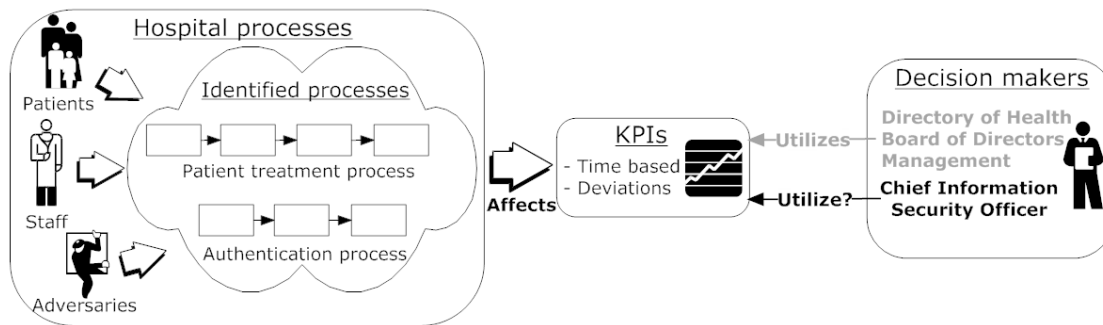 Hospital processes
Patients
Staff
Adversaries
Identified processes
Patient treatment process
Authentication process
Affects
KPIs
- Time based
- Deviations
Utilizes
Utilize?
Decision makers
Directory of Health
Board of Directors
Management
Chief Information
Security Officer